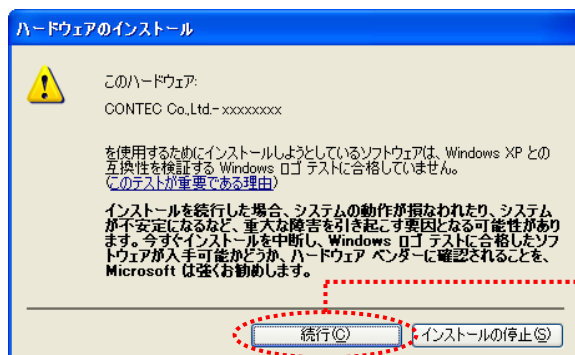 ハードウェアのインストール
このハードウェア:
CONTEC Co.,Ltd.- xxxxxxxx
を使用するためにインストールしようとしているソフトウェアは、Windows XP との
互換性を検証する Windows ロゴ テストに合格していません。
(このテストが重要である理由)
インストールを続行した場合、システムの動作が損なわれたり、システム
が不安定になるなど、重大な障害を引き起こす要因となる可能性があり
ます。今すぐインストールを中断し、Windows ロゴ テストに合格したソフ
トウェアが入手可能かどうか、ハードウェア ベンダーに確認されることを、
Microsoft は強くお勧めします。
続行(C)
インストールの停止(S)